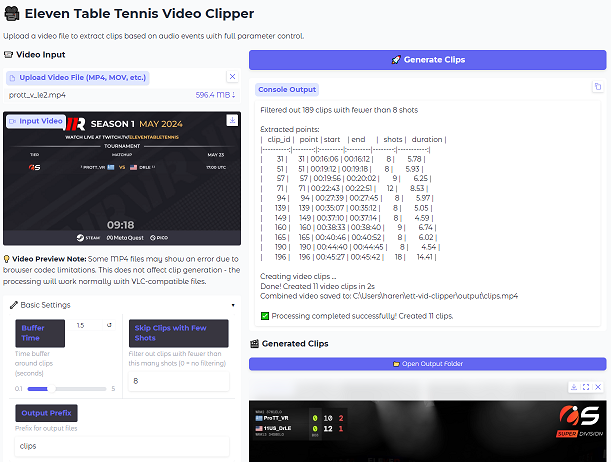 Eleven Table Tennis Video Clipper
Upload a video file to extract clips based on audio events with full parameter control.
Video Input
Upload Video File (MP4, MOV, etc.)
prott_v_le2.mp4 596.4 MB ↓
Input Video
SEASON 1 MAY 2024
WATCH LIVE AT TWITCH.TV/ELEVENTABLETENNIS
TOURNAMENT
TIER MATCHUP MAY 23
PROTT_VR VS DRLE 17:00 UTC
09:18
STEAM Meta Quest PICO
Video Preview Note: Some MP4 files may show an error due to
browser codec limitations. This does not affect clip generation - the
processing will work normally with VLC-compatible files.
Basic Settings
Buffer Time
1.5
Time buffer around clips (seconds)
0.1 5
Skip Clips with Few Shots
Filter out clips with fewer than this many shots (0 = no filtering)
8
Output Prefix
Prefix for output files
clips
Generate Clips
Console Output
Filtered out 189 clips with fewer than 8 shots
Extracted points:
| clip_id | point | start | end | shots | duration |
|----------:|--------:|:---------|:---------|--------:|-----------:|
| 31 | 31 | 00:16:06 | 00:16:12 | 8 | 5.78 |
| 51 | 51 | 00:19:12 | 00:19:18 | 8 | 5.93 |
| 57 | 57 | 00:19:56 | 00:20:02 | 9 | 6.25 |
| 71 | 71 | 00:22:43 | 00:22:51 | 12 | 8.53 |
| 94 | 94 | 00:27:39 | 00:27:45 | 8 | 5.97 |
| 139 | 139 | 00:35:07 | 00:35:12 | 8 | 5.05 |
| 149 | 149 | 00:37:10 | 00:37:14 | 8 | 4.59 |
| 160 | 160 | 00:38:33 | 00:38:40 | 9 | 6.74 |
| 165 | 165 | 00:40:46 | 00:40:52 | 8 | 6.02 |
| 190 | 190 | 00:44:40 | 00:44:45 | 8 | 4.54 |
| 196 | 196 | 00:45:27 | 00:45:42 | 18 | 14.41 |
Creating video clips ...
Done! Created 11 video clips in 2s
Combined video saved to: C:\Users\haren\ett-vid-clipper\output\clips.mp4
Processing completed successfully! Created 11 clips.
Generated Clips
Open Output Folder
ProTT_VR 0 10 2
11US_DrLE 0 12 1
SUPER DIVISION